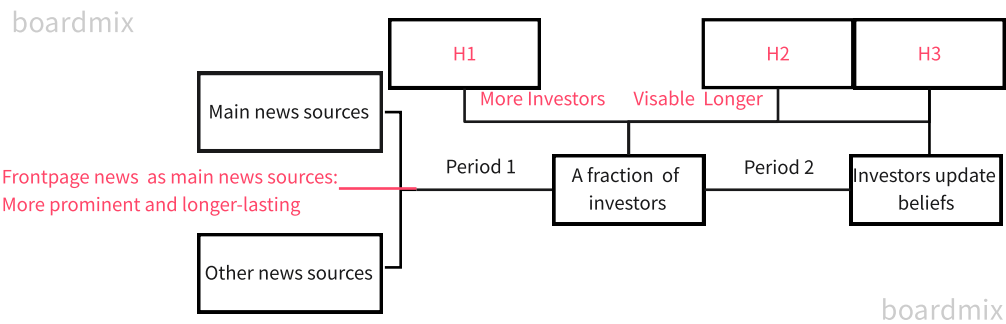 boardmix
H1
H2
H3
More Investors
Visable Longer
Main news sources
Period 1
Period 2
Frontpage news as main news sources:
More prominent and longer-lasting
A fraction of
investors
Investors update
beliefs
Other news sources
boardmix